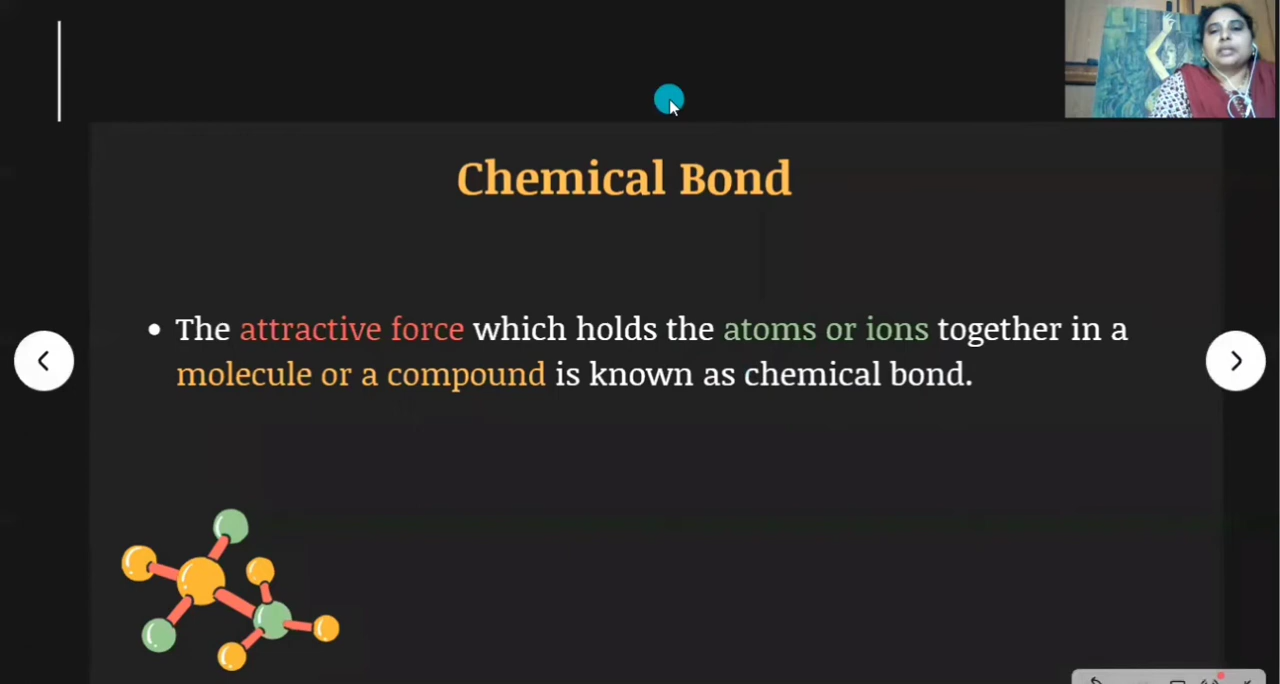 Chemical Bond
• The attractive force which holds the atoms or ions together in a
molecule or a compound is known as chemical bond.